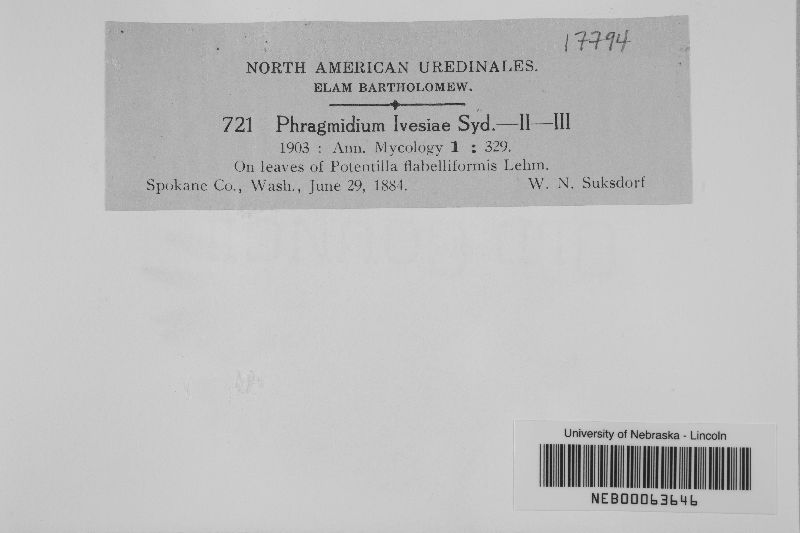 17794
NORTH AMERICAN UREDINALES.
ELAM BARTHOLOMEW.
721 Phragmidium Ivesiae Syd.—II—III
1903 : Ann. Mycology 1 : 329.
On leaves of Potentilla flabelliformis Lehm.
Spokane Co., Wash., June 29, 1884. W. N. Suksdorf
University of Nebraska - Lincoln
NEB00063646